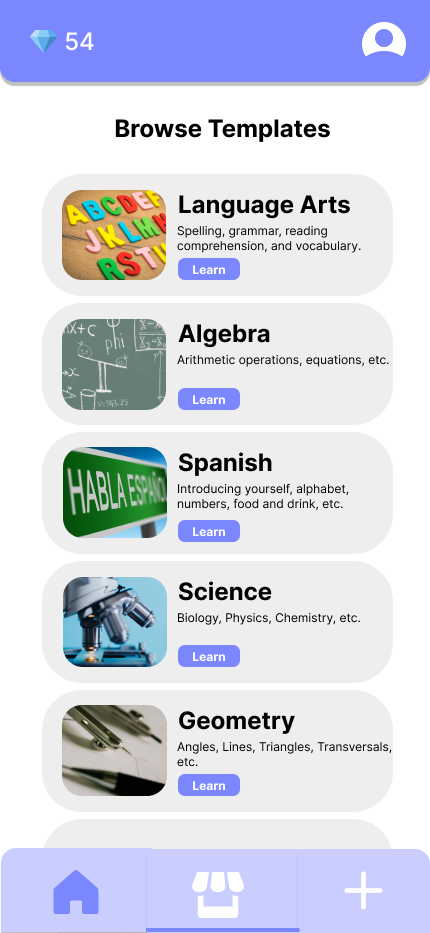 54
Browse Templates
ABCDEF
JKLMN
RSTU
Language Arts
Spelling, grammar, reading
comprehension, and vocabulary.
Learn
phi
Algebra
Arithmetic operations, equations, etc.
Learn
HABLA ESPAÑOL
Spanish
Introducing yourself, alphabet,
numbers, food and drink, etc.
Learn
Science
Biology, Physics, Chemistry, etc.
Learn
Geometry
Angles, Lines, Triangles, Transversals,
etc.
Learn